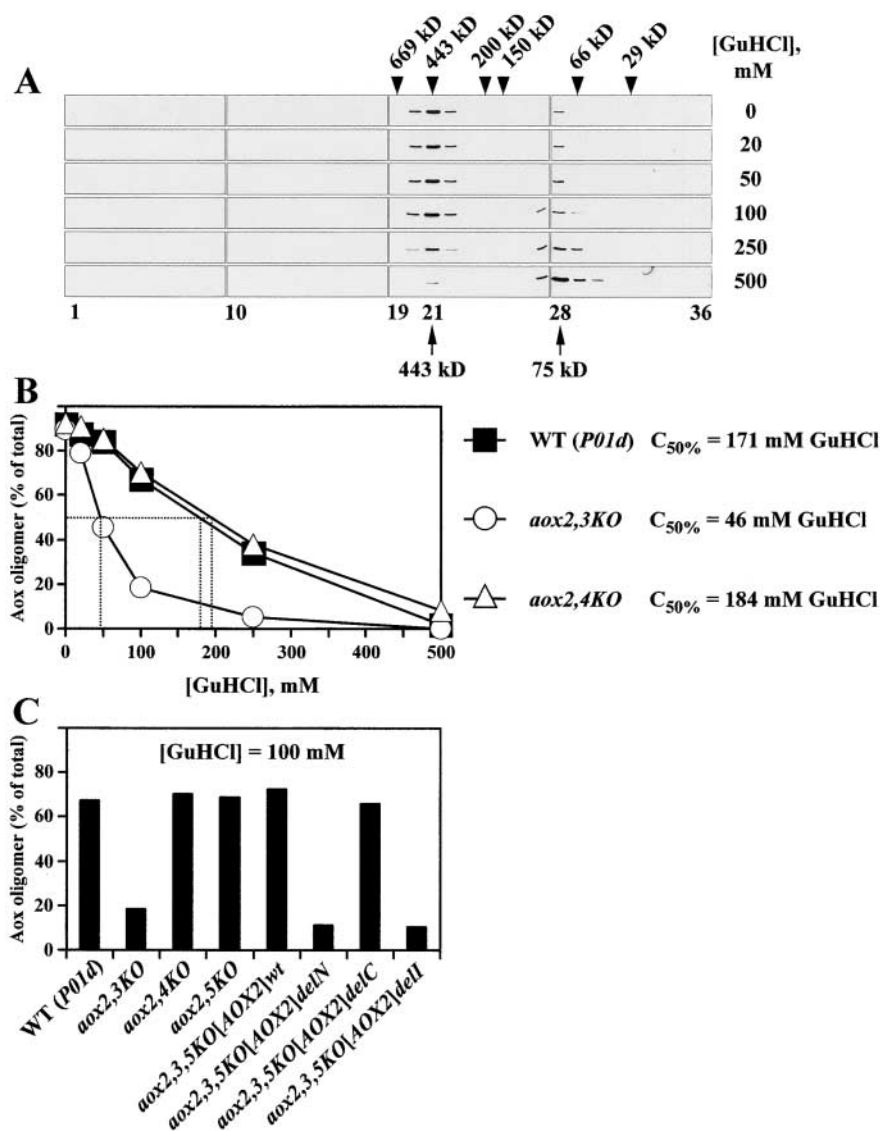 669 kD
443 kD
200 kD
150 kD
66 kD
29 kD
[GuHCl], mM
A
0
20
50
100
250
500
1 10 19 21 28 36
443 kD 75 kD
B
Aox oligomer (% of total)
80
60
40
20
0
0 100 200 300 400 500
[GuHCl], mM
WT (P01d) C50% = 171 mM GuHCl
aox2,3KO C50% = 46 mM GuHCl
aox2,4KO C50% = 184 mM GuHCl
C
[GuHCl] = 100 mM
Aox oligomer (% of total)
80
60
40
20
0
WT (P01d)
aox2,3KO
aox2,4KO
aox2,5KO
aox2,3,5KO[AOX2]wt
aox2,3,5KO[AOX2]delN
aox2,3,5KO[AOX2]delC
aox2,3,5KO[AOX2]delI